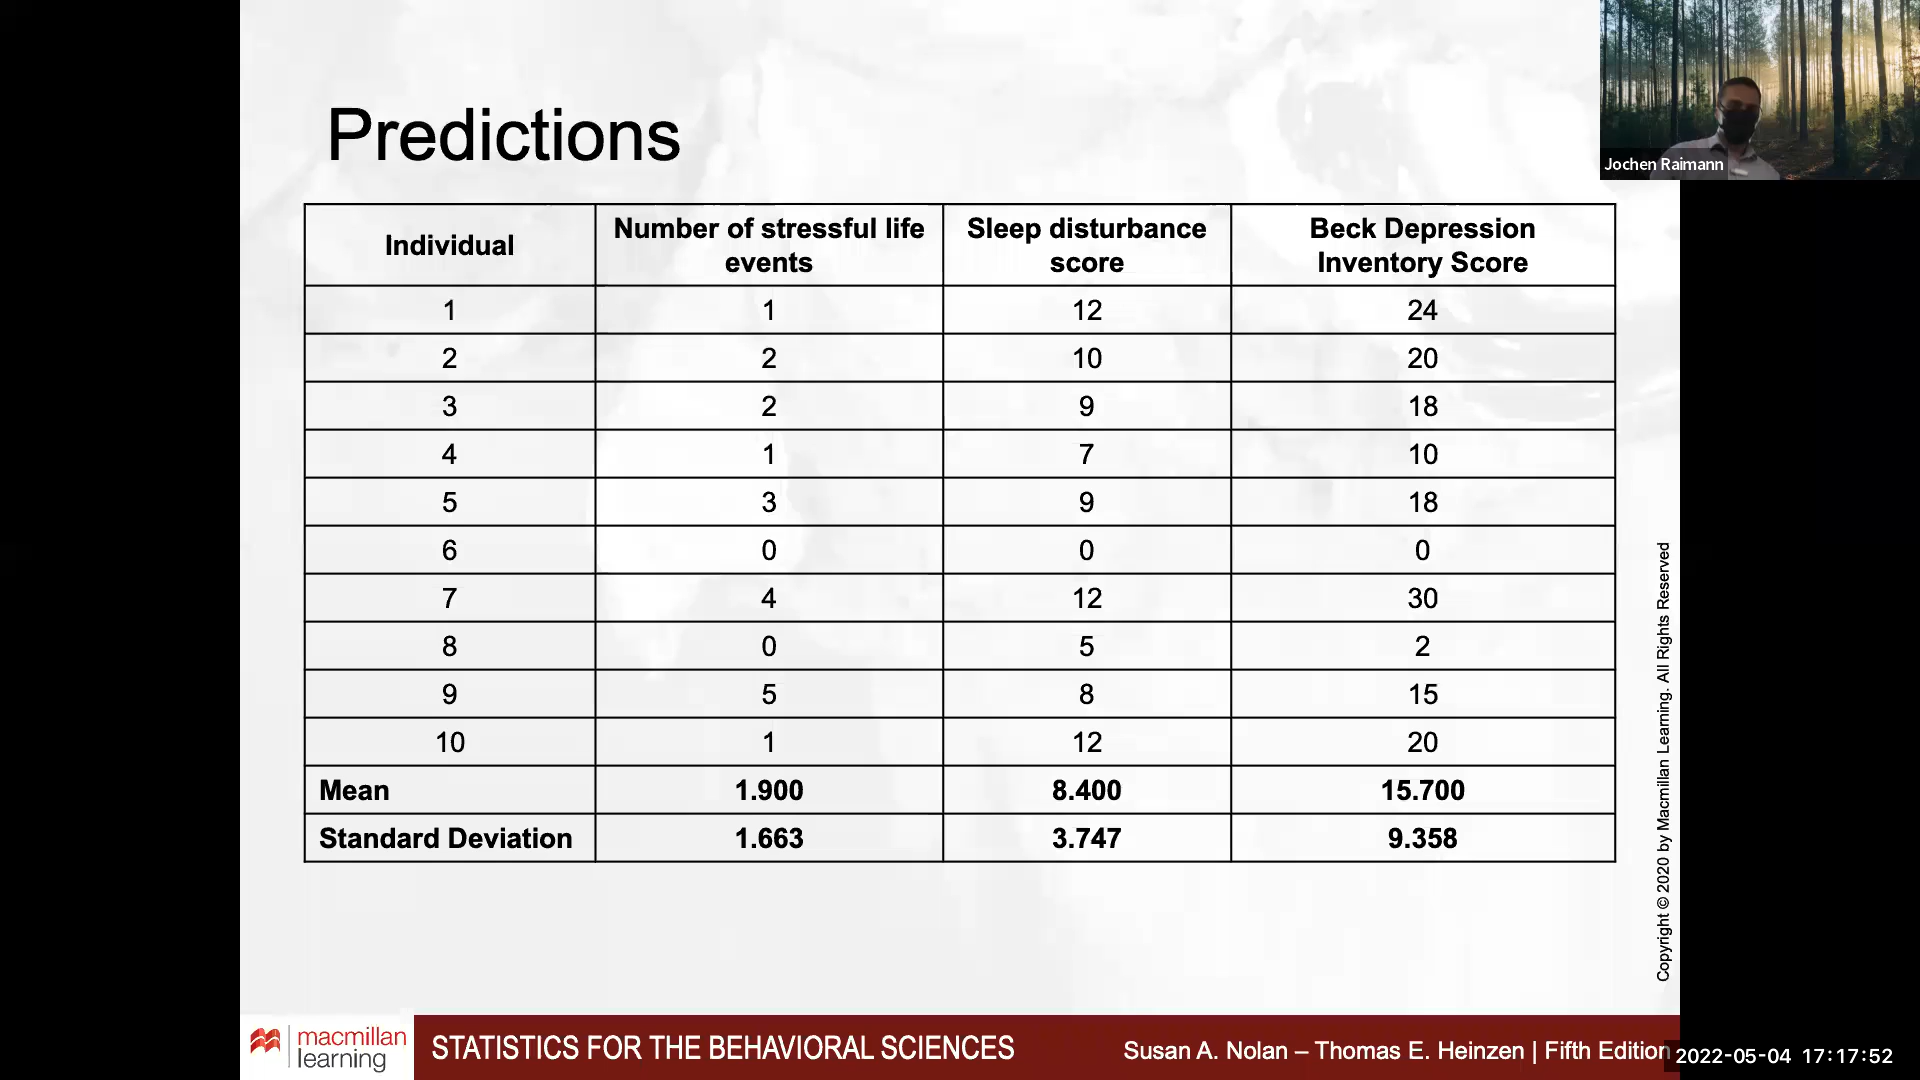 Predictions
Jochen Raimann
Individual
Number of stressful life
events
Sleep disturbance
score
Beck Depression
Inventory Score
1 1 12 24
2 2 10 20
3 2 9 18
4 1 7 10
5 3 9 18
6 0 0 0
7 4 12 30
8 0 5 2
9 5 8 15
10 1 12 20
Mean 1.900 8.400 15.700
Standard Deviation 1.663 3.747 9.358
Copyright © 2020 by Macmillan Learning. All Rights Reserved
macmillan
learning
STATISTICS FOR THE BEHAVIORAL SCIENCES
Susan A. Nolan – Thomas E. Heinzen | Fifth Edition
2022-05-04 17:17:52